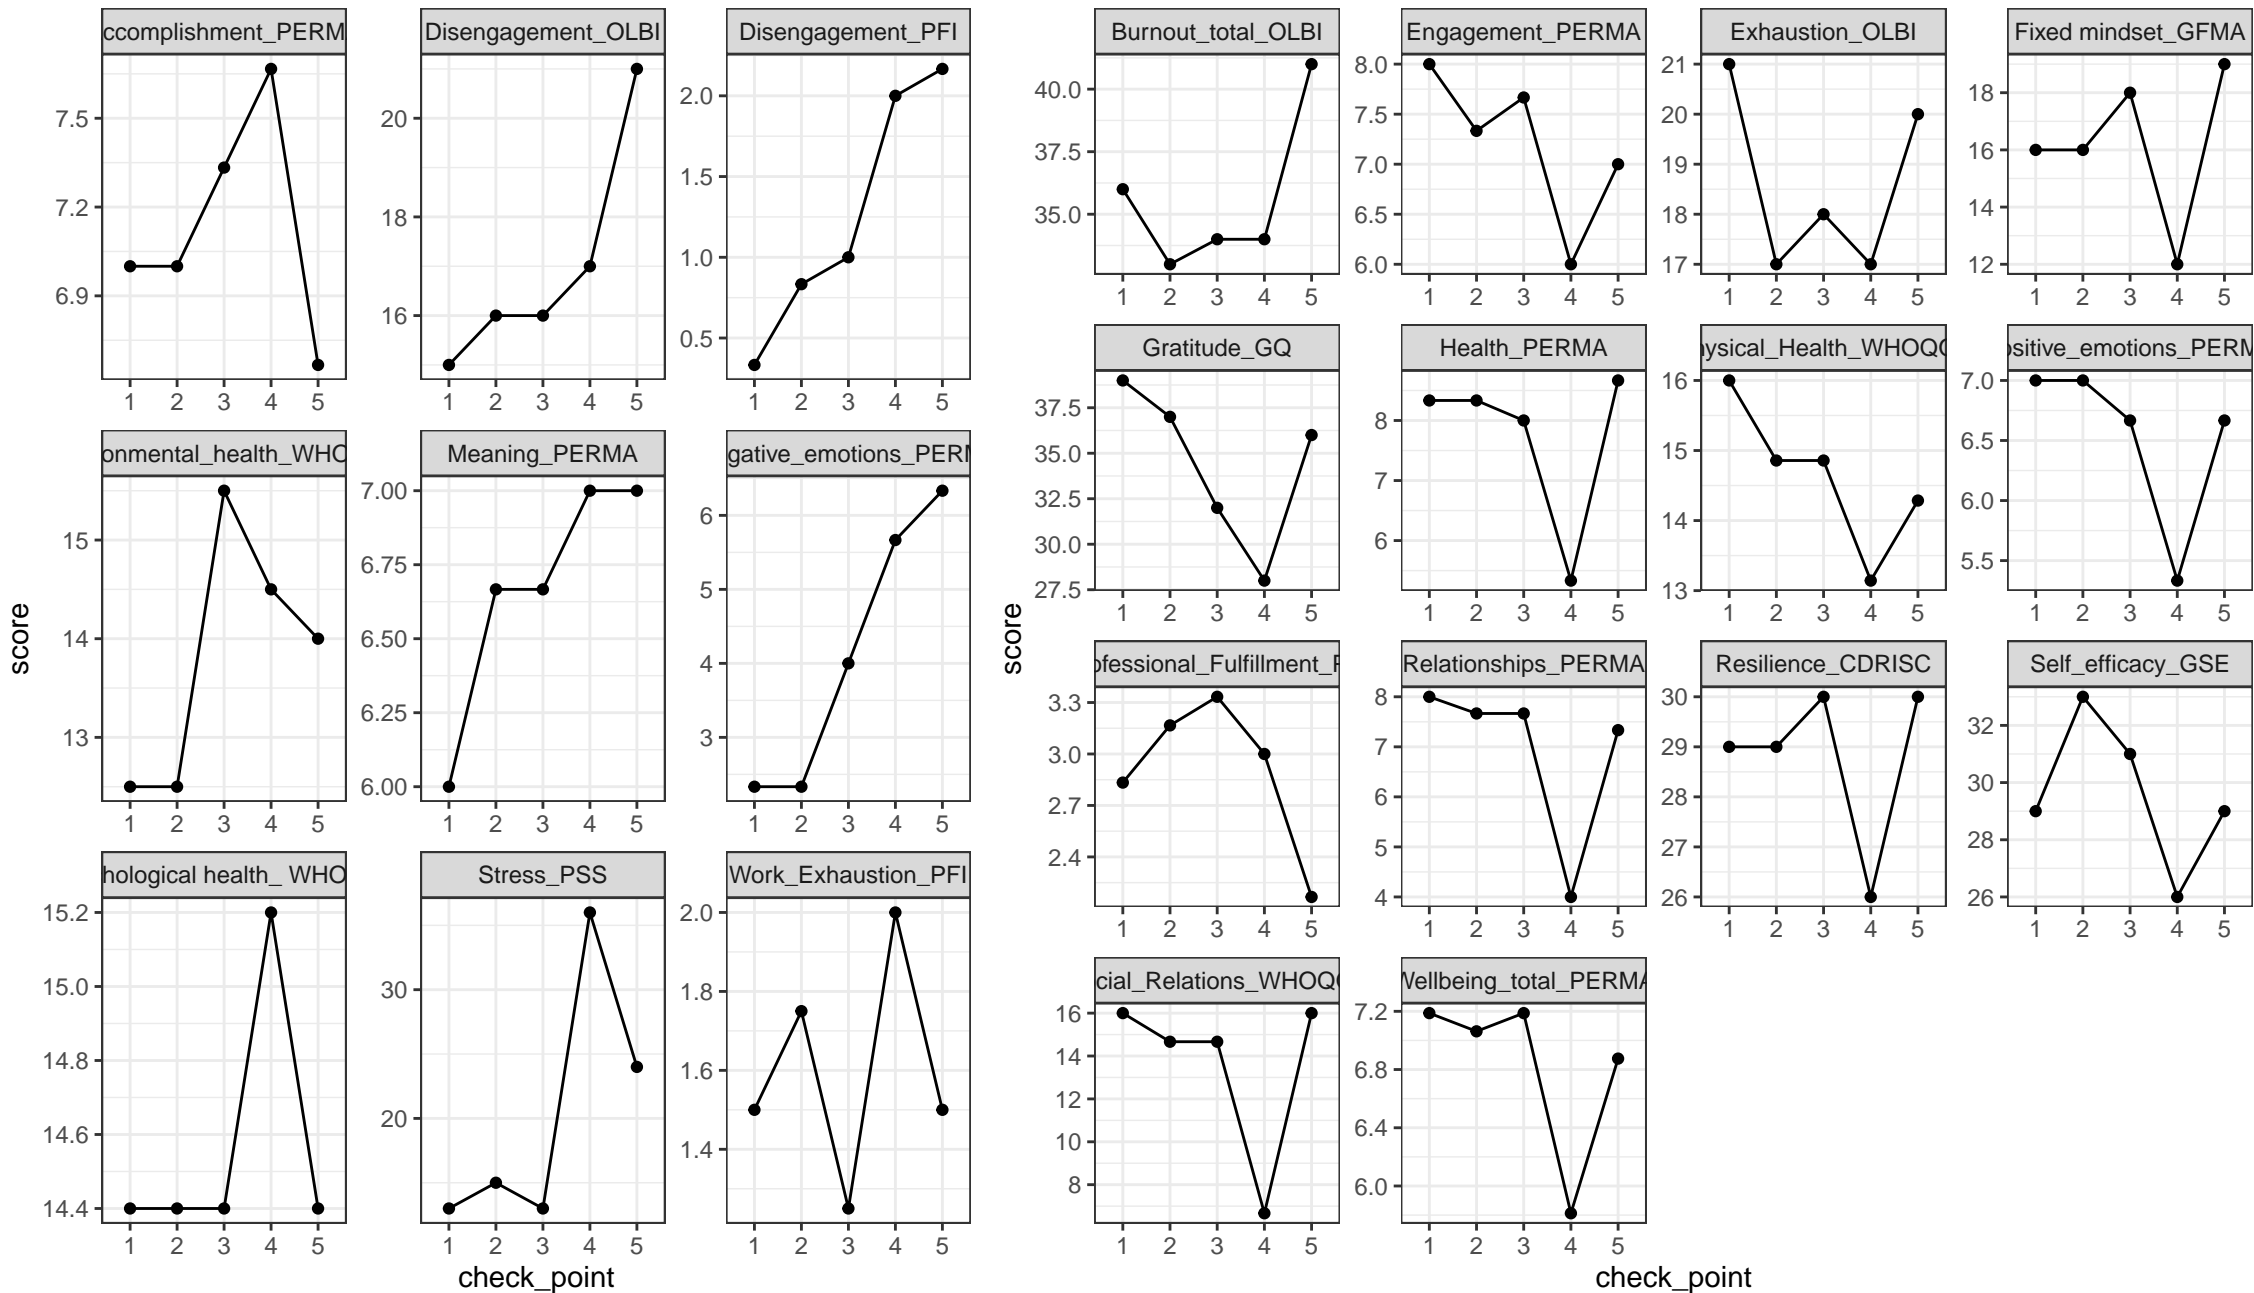 ccomplishment_PERM
7.5
7.2
6.9
1 2 3 4 5
Disengagement_OLBI
20
18
16
1 2 3 4 5
Disengagement_PFI
2.0
1.5
1.0
0.5
1 2 3 4 5
onmental_health_WHO
15
14
13
1 2 3 4 5
Meaning_PERMA
7.00
6.75
6.50
6.25
6.00
1 2 3 4 5
gative_emotions_PERM
6
5
4
3
1 2 3 4 5
hological health_ WHO
15.2
15.0
14.8
14.6
14.4
1 2 3 4 5
Stress_PSS
30
20
1 2 3 4 5
Work_Exhaustion_PFI
2.0
1.8
1.6
1.4
1 2 3 4 5
score
check_point
Burnout_total_OLBI
40.0
37.5
35.0
1 2 3 4 5
Engagement_PERMA
8.0
7.5
7.0
6.5
6.0
1 2 3 4 5
Exhaustion_OLBI
21
20
19
18
17
1 2 3 4 5
Fixed mindset_GFMA
18
16
14
12
1 2 3 4 5
Gratitude_GQ
37.5
35.0
32.5
30.0
27.5
1 2 3 4 5
Health_PERMA
8
7
6
1 2 3 4 5
hysical_Health_WHOQO
16
15
14
13
1 2 3 4 5
ositive_emotions_PERM
7.0
6.5
6.0
5.5
1 2 3 4 5
ofessional_Fulfillment_P
3.3
3.0
2.7
2.4
1 2 3 4 5
Relationships_PERMA
8
7
6
5
4
1 2 3 4 5
Resilience_CDRISC
30
29
28
27
26
1 2 3 4 5
Self_efficacy_GSE
32
30
28
26
1 2 3 4 5
cial_Relations_WHOQO
16
14
12
10
8
1 2 3 4 5
Wellbeing_total_PERMA
7.2
6.8
6.4
6.0
1 2 3 4 5
score
check_point